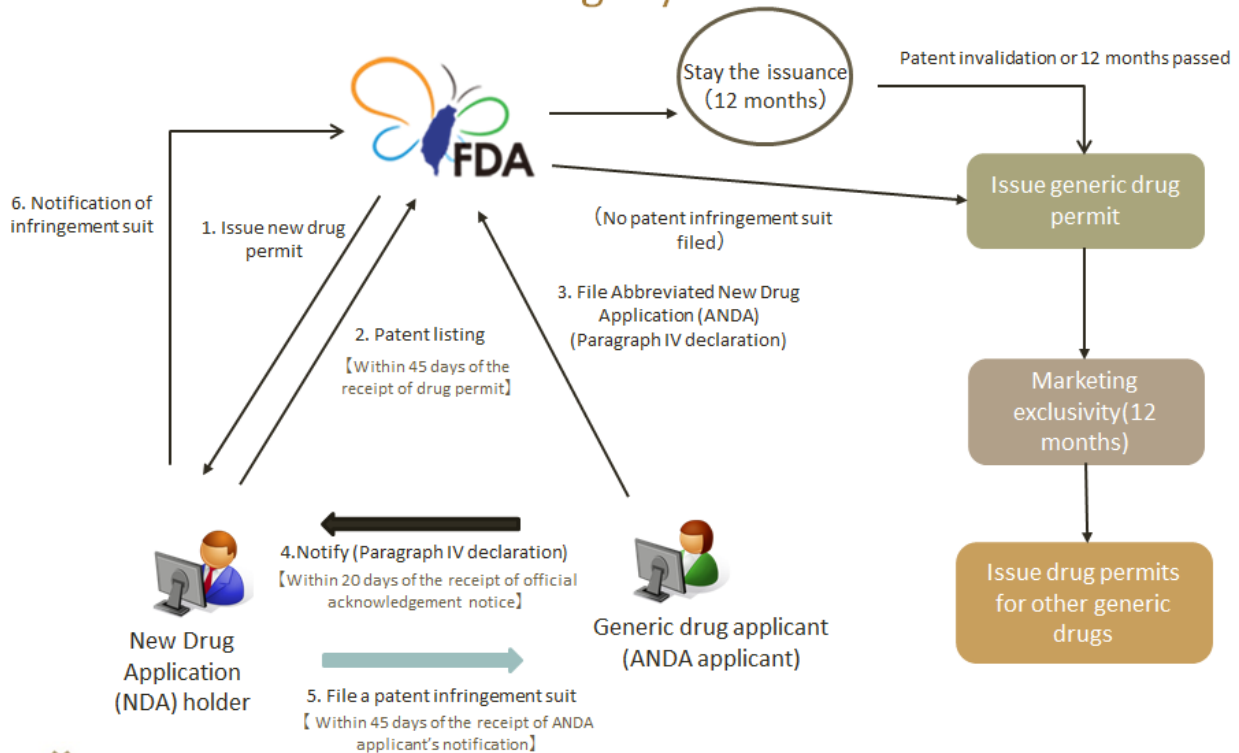 Stay the issuance
(12 months)
Patent invalidation or 12 months passed
FDA
Issue generic drug
permit
6. Notification of
infringement suit
1. Issue new drug
permit
(No patent infringement suit
filed)
3. File Abbreviated New Drug
Application (ANDA)
(Paragraph IV declaration)
2. Patent listing
【Within 45 days of the
receipt of drug permit】
Marketing
exclusivity(12
months)
4.Notify (Paragraph IV declaration)
【Within 20 days of the receipt of official
acknowledgement notice】
New Drug
Application
(NDA) holder
Generic drug applicant
(ANDA applicant)
Issue drug permits
for other generic
drugs
5. File a patent infringement suit
【 Within 45 days of the receipt of ANDA
applicant's notification】